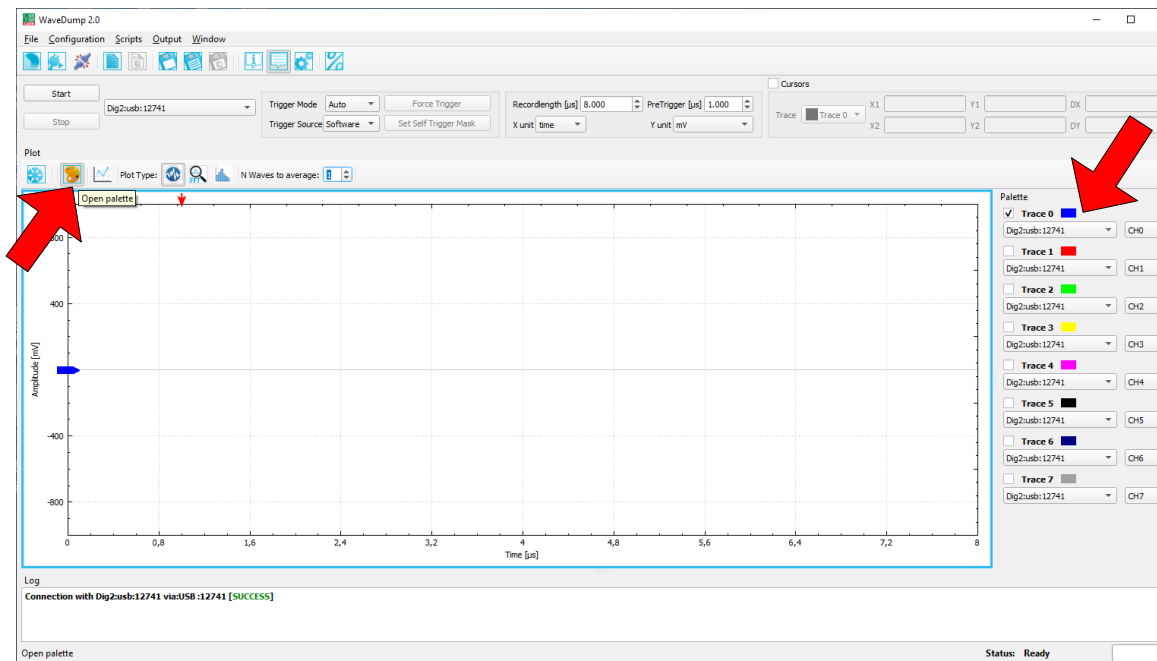 WaveDump 2.0
File Configuration Scripts Output Window
Start
Stop
Dig2:usb:12741
Trigger Mode Auto Force Trigger
Trigger Source Software Set Self Trigger Mask
Recordlength [µs] 8.000 PreTrigger [µs] 1.000
X unit time Y unit mV
Cursors
Trace Trace 0
X1 Y1 DX
X2 Y2 DY
Plot
Plot Type: N Waves to average: 1
Open palette
400
-400
-800
Amplitude [mV]
0 0,8 1,6 2,4 3,2 4 4,8 5,6 6,4 7,2 8
Time [µs]
Palette
Trace 0
Dig2:usb:12741 CH0
Trace 1
Dig2:usb:12741 CH1
Trace 2
Dig2:usb:12741 CH2
Trace 3
Dig2:usb:12741 CH3
Trace 4
Dig2:usb:12741 CH4
Trace 5
Dig2:usb:12741 CH5
Trace 6
Dig2:usb:12741 CH6
Trace 7
Dig2:usb:12741 CH7
Log
Connection with Dig2:usb:12741 via:USB :12741 [SUCCESS]
Open palette
Status: Ready